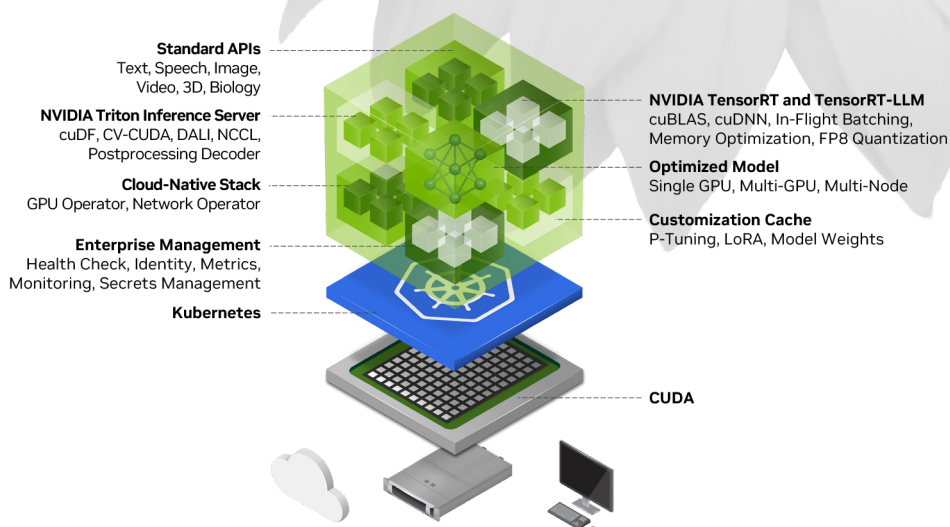 Standard APIs
Text, Speech, Image,
Video, 3D, Biology
NVIDIA Triton Inference Server
cuDF, CV-CUDA, DALI, NCCL,
Postprocessing Decoder
Cloud-Native Stack
GPU Operator, Network Operator
Enterprise Management
Health Check, Identity, Metrics,
Monitoring, Secrets Management
Kubernetes
NVIDIA TensorRT and TensorRT-LLM
cuBLAS, cuDNN, In-Flight Batching,
Memory Optimization, FP8 Quantization
Optimized Model
Single GPU, Multi-GPU, Multi-Node
Customization Cache
P-Tuning, LoRA, Model Weights
CUDA